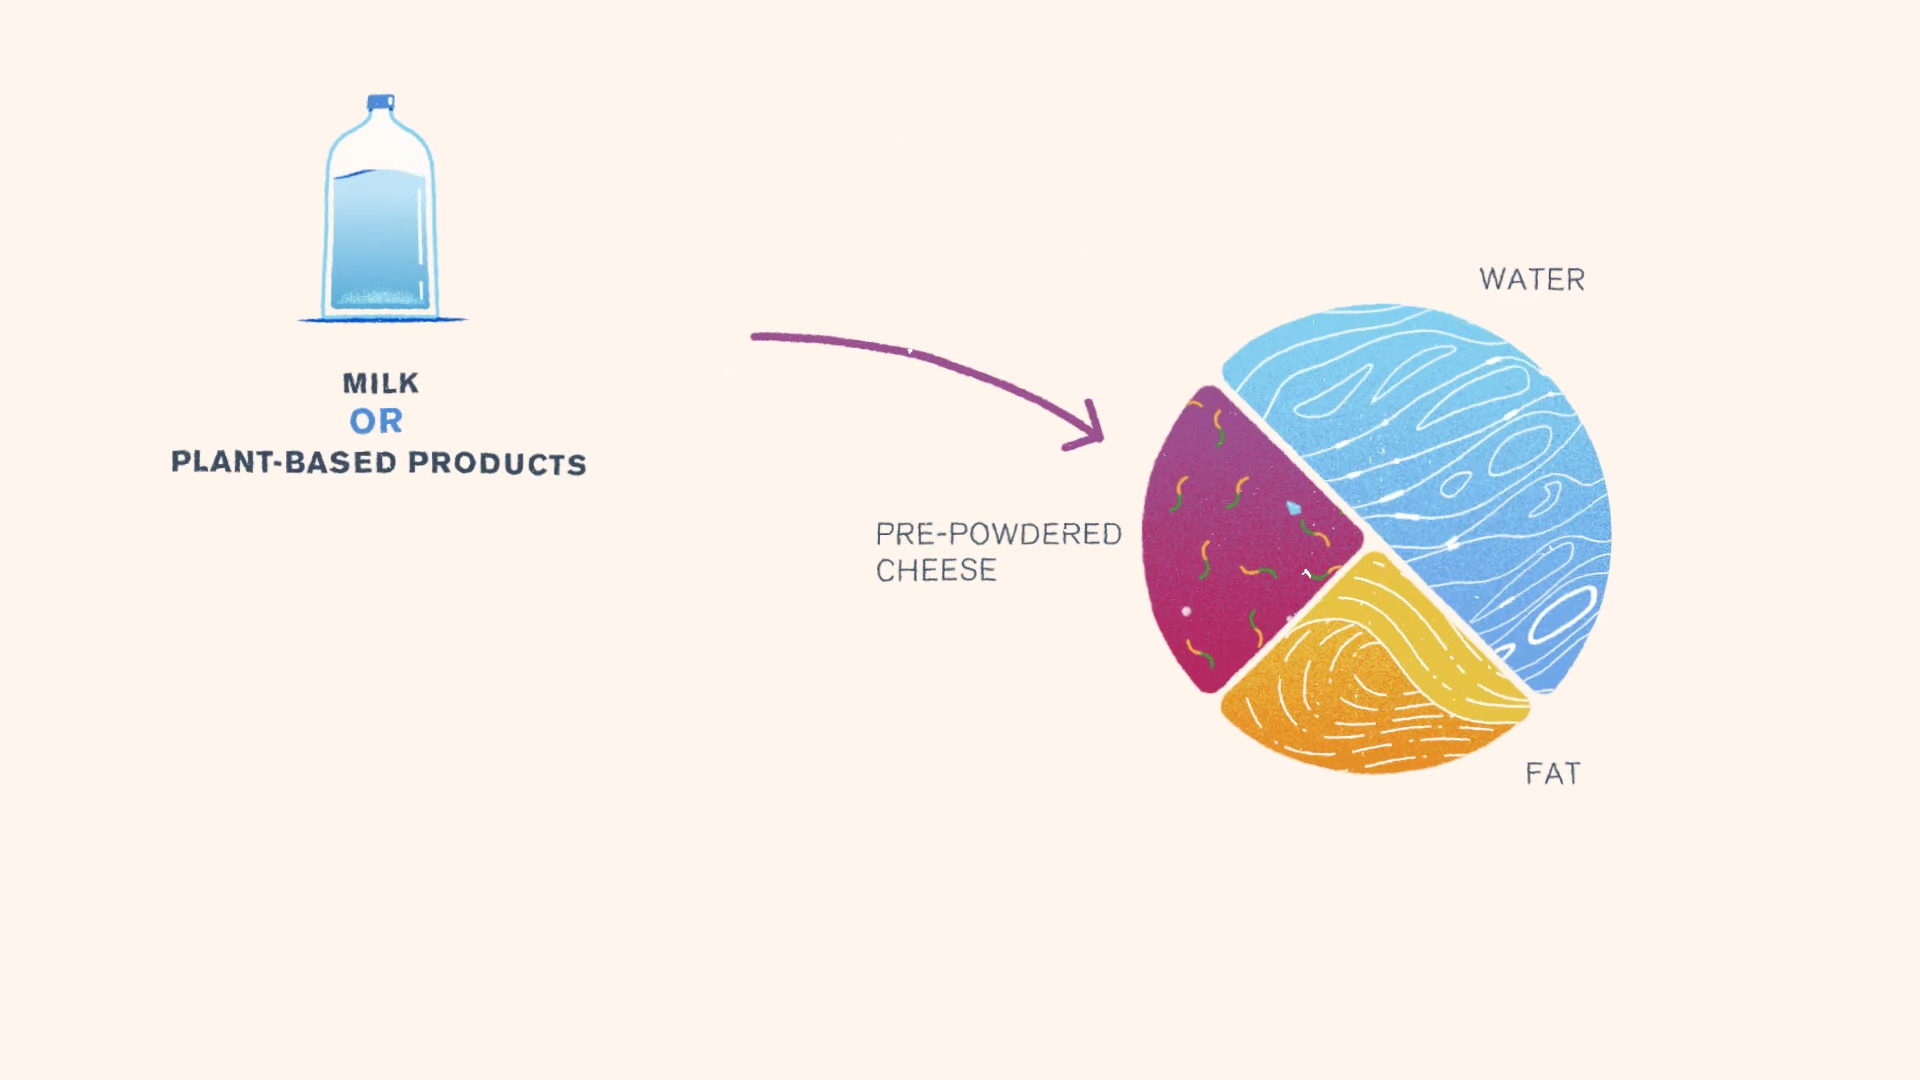 MILK
OR
PLANT-BASED PRODUCTS
WATER
PRE-POWDERED
CHEESE
FAT